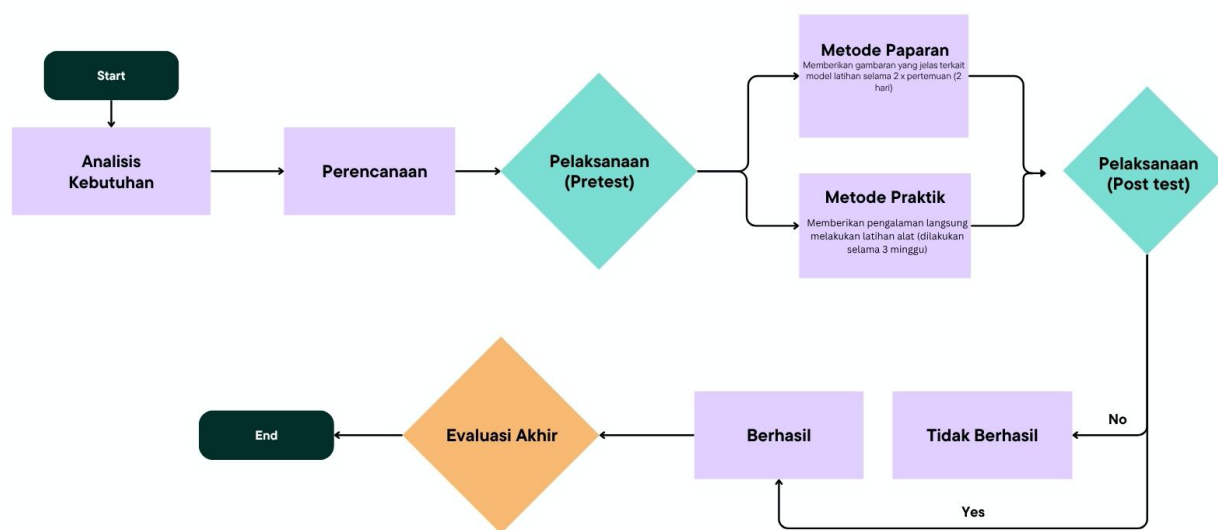 Start
Analisis
Kebutuhan
Perencanaan
Pelaksanaan
(Pretest)
Metode Paparan
Memberikan gambaran yang jelas terkait
model latihan selama 2 x pertemuan (2
hari)
Metode Praktik
Memberikan pengalaman langsung
melakukan latihan alat (dilakukan
selama 3 minggu)
Pelaksanaan
(Post test)
No
Tidak Berhasil
Yes
Berhasil
Evaluasi Akhir
End